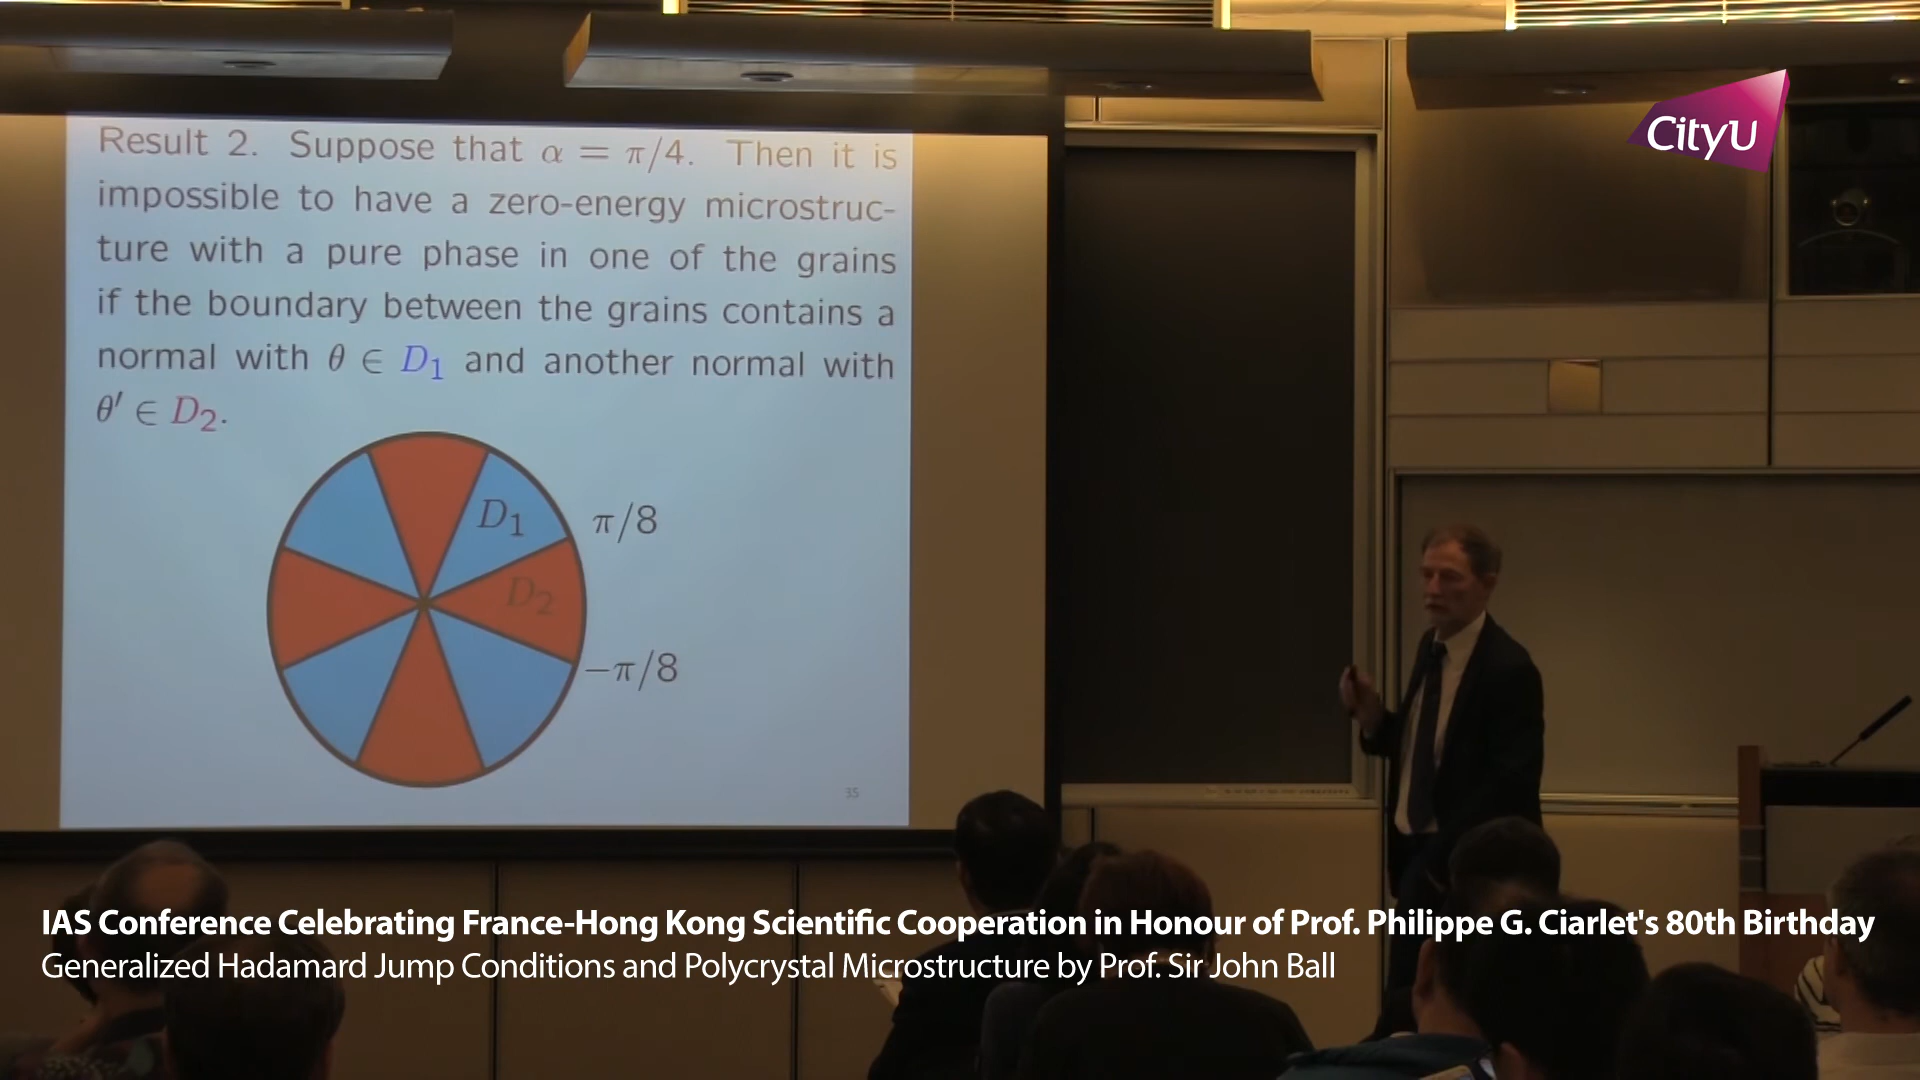 Result 2. Suppose that α = π/4. Then it is
impossible to have a zero-energy microstruc-
ture with a pure phase in one of the grains
if the boundary between the grains contains a
normal with θ ∈ D₁ and another normal with
θ′ ∈ D₂.
D₁
π/8
D₂
−π/8
35
CityU
IAS Conference Celebrating France-Hong Kong Scientific Cooperation in Honour of Prof. Philippe G. Ciarlet's 80th Birthday
Generalized Hadamard Jump Conditions and Polycrystal Microstructure by Prof. Sir John Ball